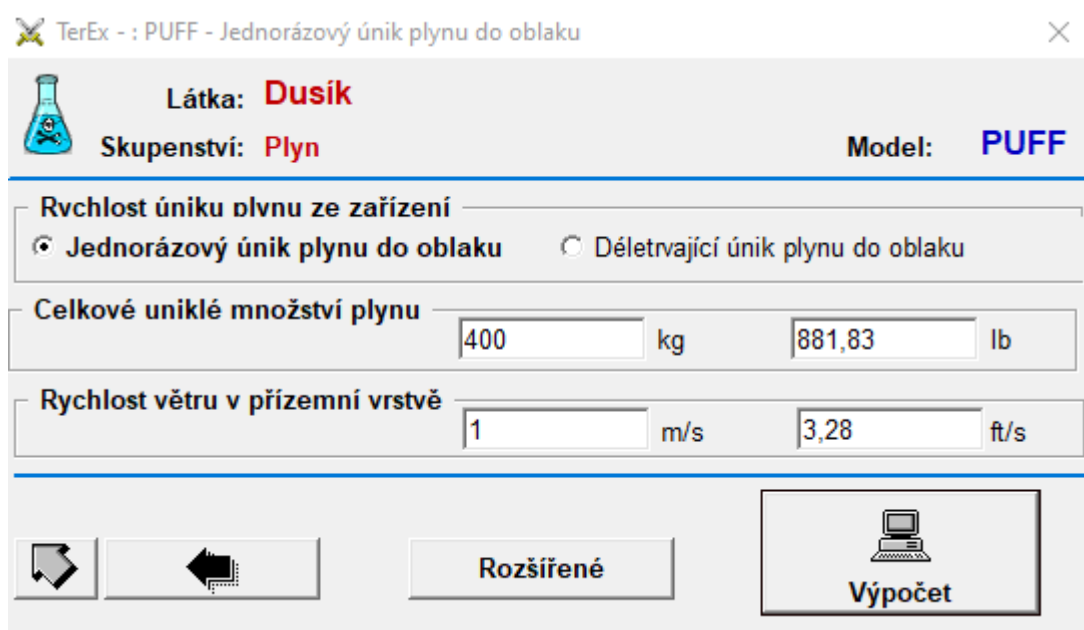 TerEx - : PUFF - Jednorázový únik plynu do oblaku
Látka: Dusík
Skupenství: Plyn Model: PUFF
Rychlost úniku plynu ze zařízení
Jednorázový únik plynu do oblaku Déletrvající únik plynu do oblaku
Celkové uniklé množství plynu
400 kg 881,83 lb
Rychlost větru v přízemní vrstvě
1 m/s 3,28 ft/s
Rozšířené
Výpočet